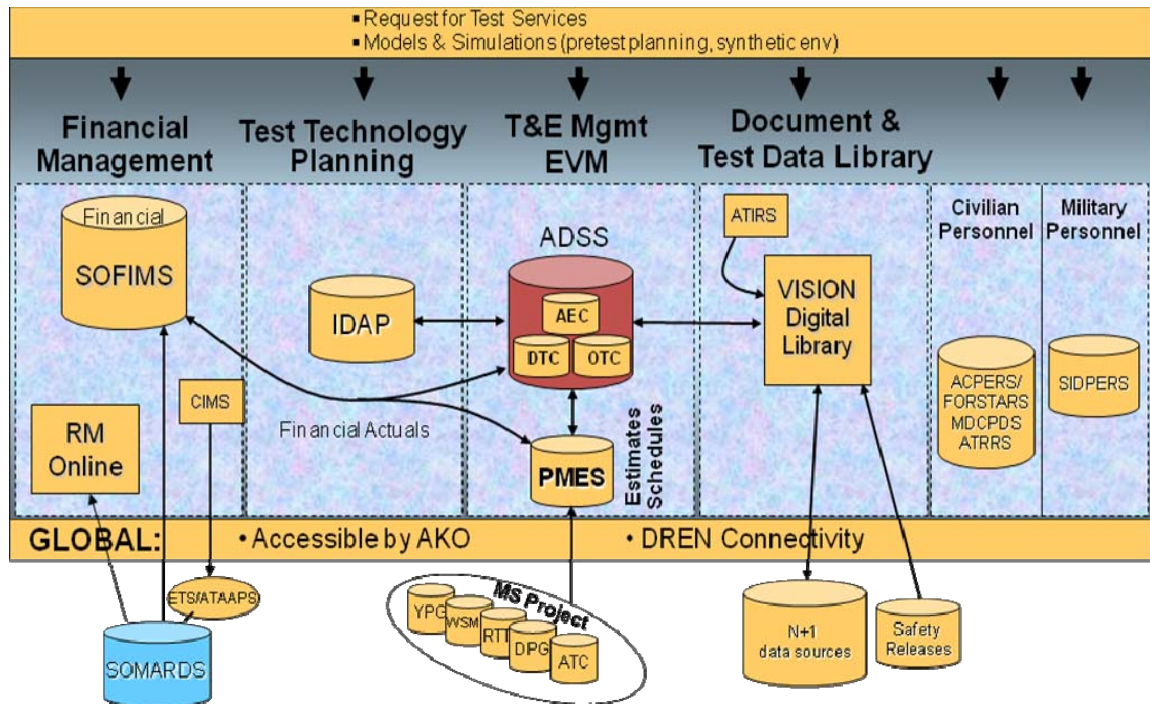 ▪ Request for Test Services
▪ Models & Simulations (pretest planning, synthetic env)
Financial
Management
Test Technology
Planning
T&E Mgmt
EVM
Document &
Test Data Library
Financial
SOFIMS
CIMS
RM
Online
IDAP
Financial Actuals
ADSS
AEC
DTC
OTC
PMES
Estimates
Schedules
ATIRS
VISION
Digital
Library
Civilian
Personnel
ACPERS/
FORSTARS
MDCPDS
ATRRS
Military
Personnel
SIDPERS
GLOBAL:
• Accessible by AKO
• DREN Connectivity
ETS/ATAAPS
SOMARDS
MS Project
YPG
WSM
RTT
DPG
ATC
N+1
data sources
Safety
Releases